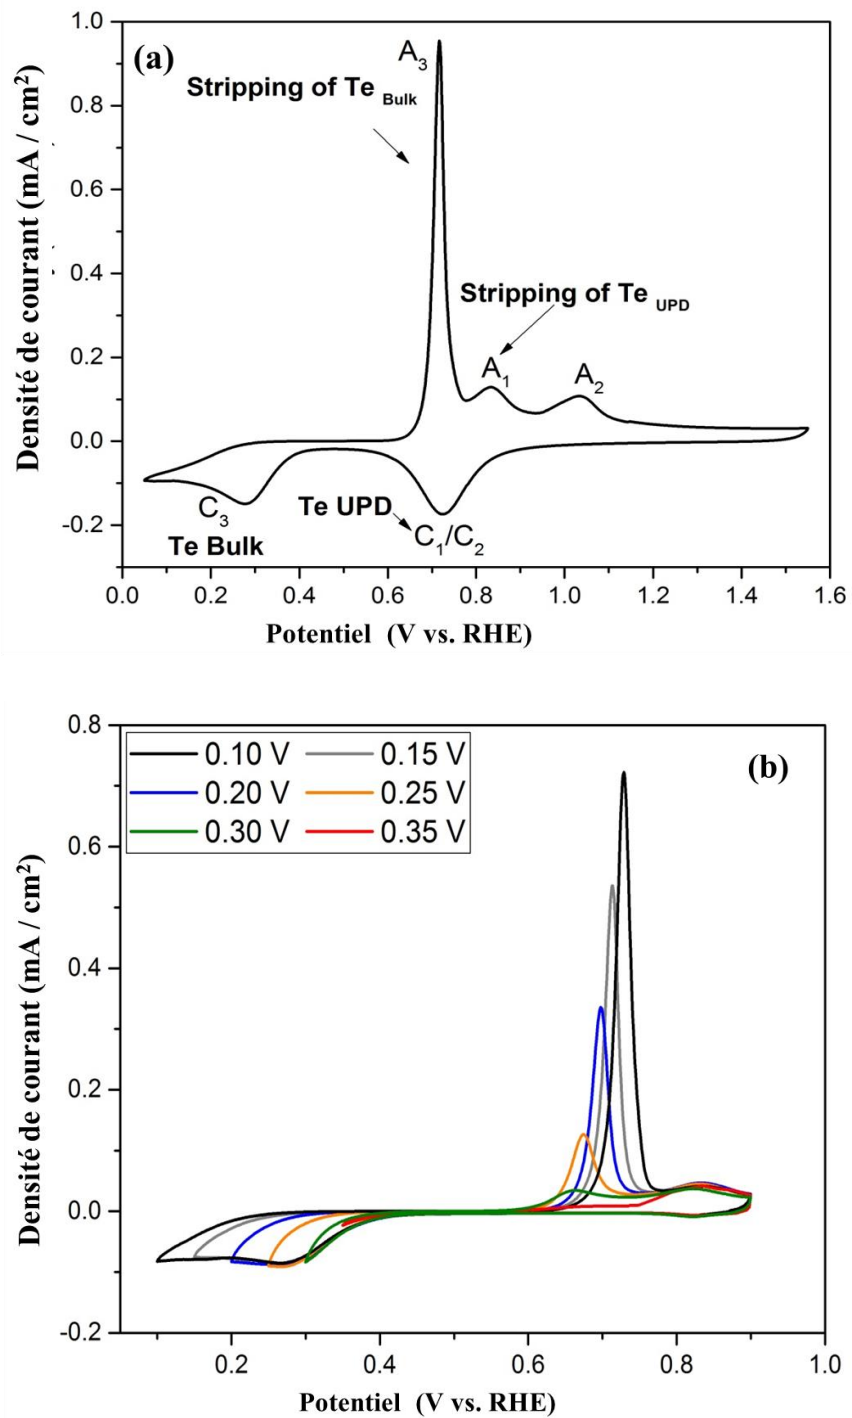 (a)
A3
Stripping of Te Bulk
Stripping of Te UPD
A1
A2
C3
Te Bulk
Te UPD
C1/C2
Densité de courant (mA / cm2)
1.0
0.8
0.6
0.4
0.2
0.0
-0.2
0.0 0.2 0.4 0.6 0.8 1.0 1.2 1.4 1.6
Potentiel (V vs. RHE)
(b)
0.10 V 0.15 V
0.20 V 0.25 V
0.30 V 0.35 V
Densité de courant (mA / cm2)
0.8
0.6
0.4
0.2
0.0
-0.2
0.2 0.4 0.6 0.8 1.0
Potentiel (V vs. RHE)